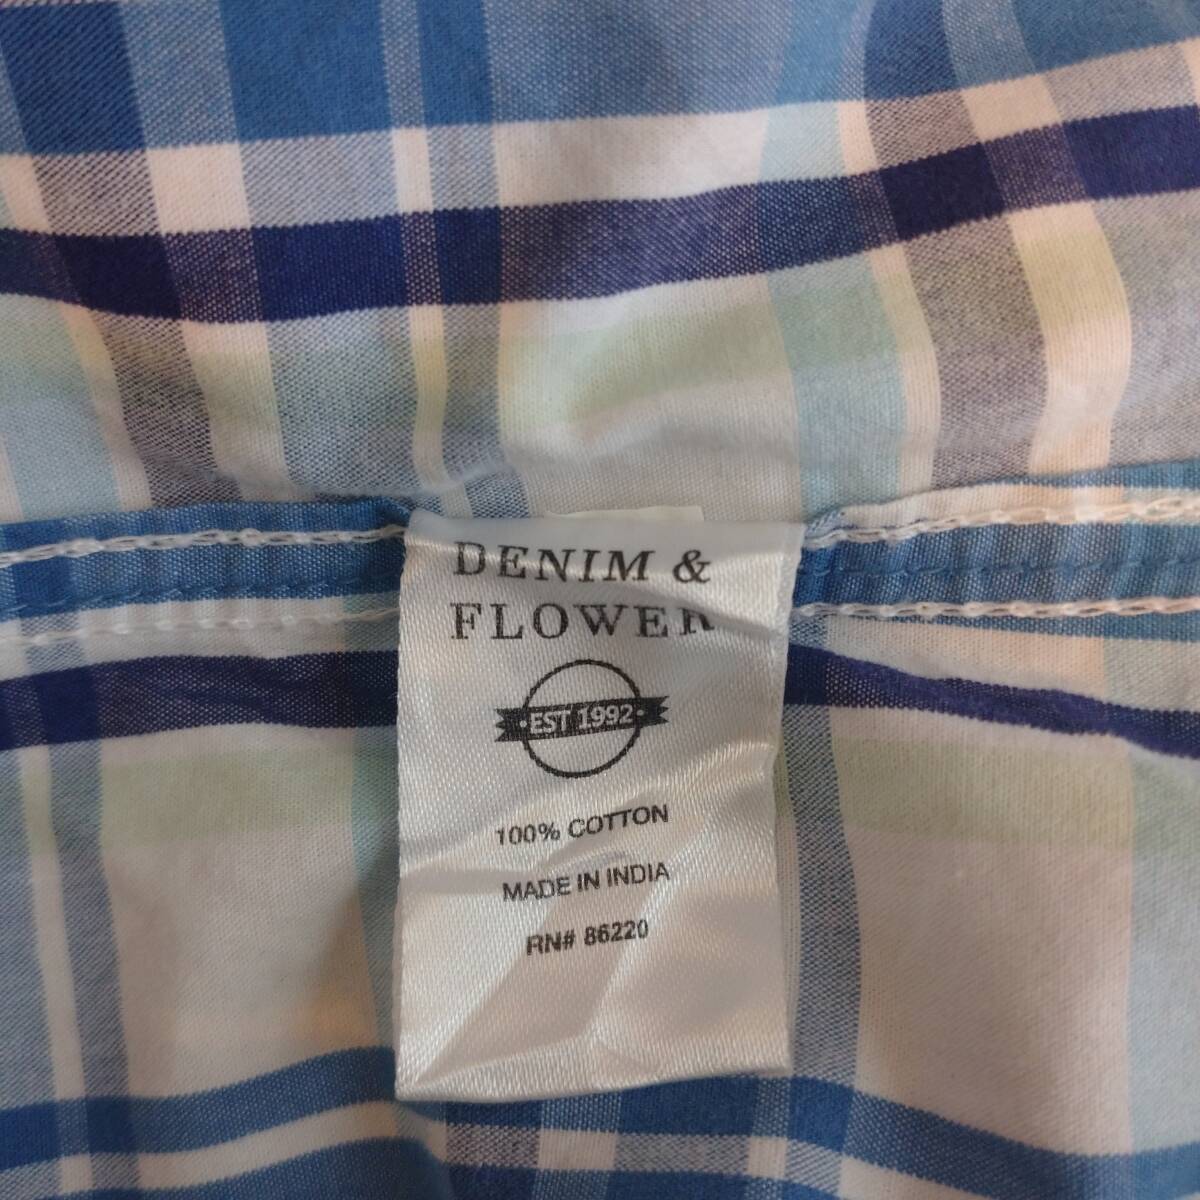 DENIM &
FLOWER
·EST 1992·
100% COTTON
MADE IN INDIA
RN# 86220